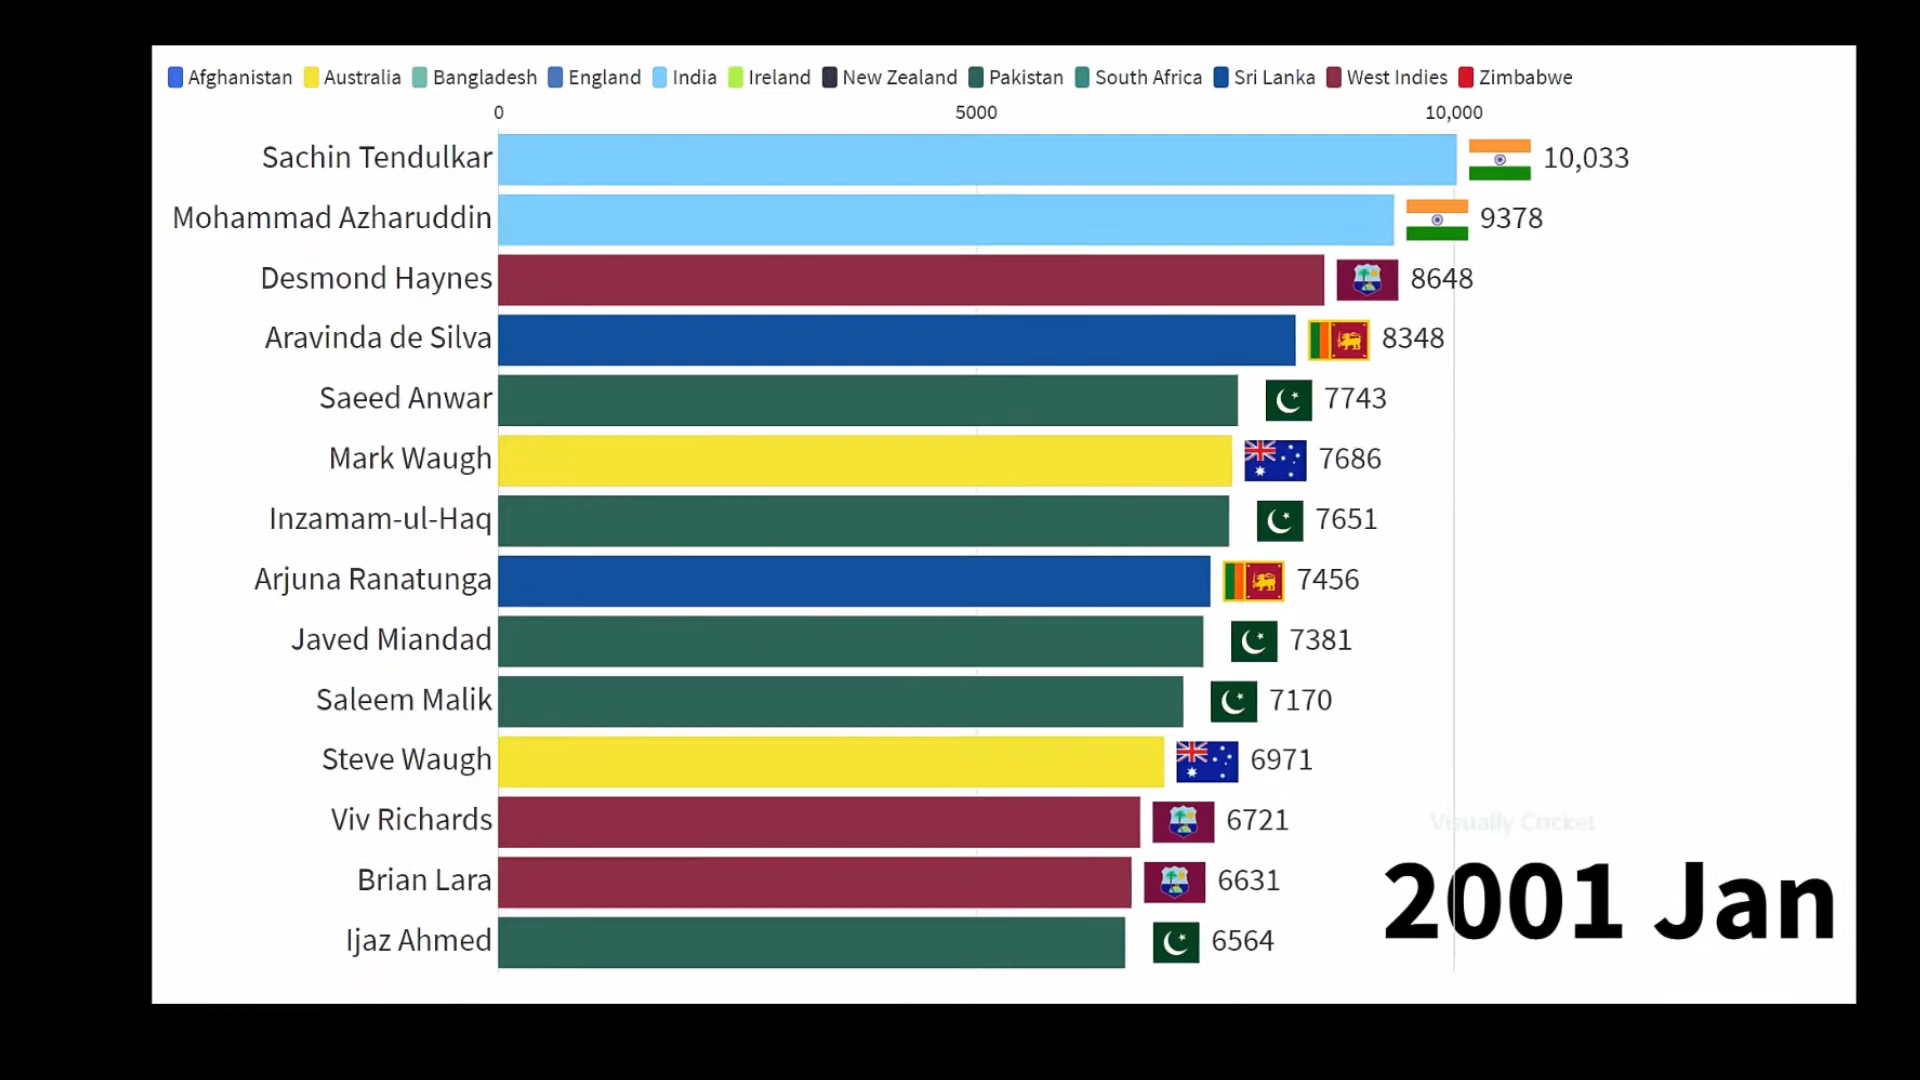 Afghanistan Australia Bangladesh England India Ireland New Zealand Pakistan South Africa Sri Lanka West Indies Zimbabwe
0 5000 10,000
Sachin Tendulkar 10,033
Mohammad Azharuddin 9378
Desmond Haynes 8648
Aravinda de Silva 8348
Saeed Anwar 7743
Mark Waugh 7686
Inzamam-ul-Haq 7651
Arjuna Ranatunga 7456
Javed Miandad 7381
Saleem Malik 7170
Steve Waugh 6971
Viv Richards 6721
Visually Cricket
Brian Lara 6631
2001 Jan
Ijaz Ahmed 6564